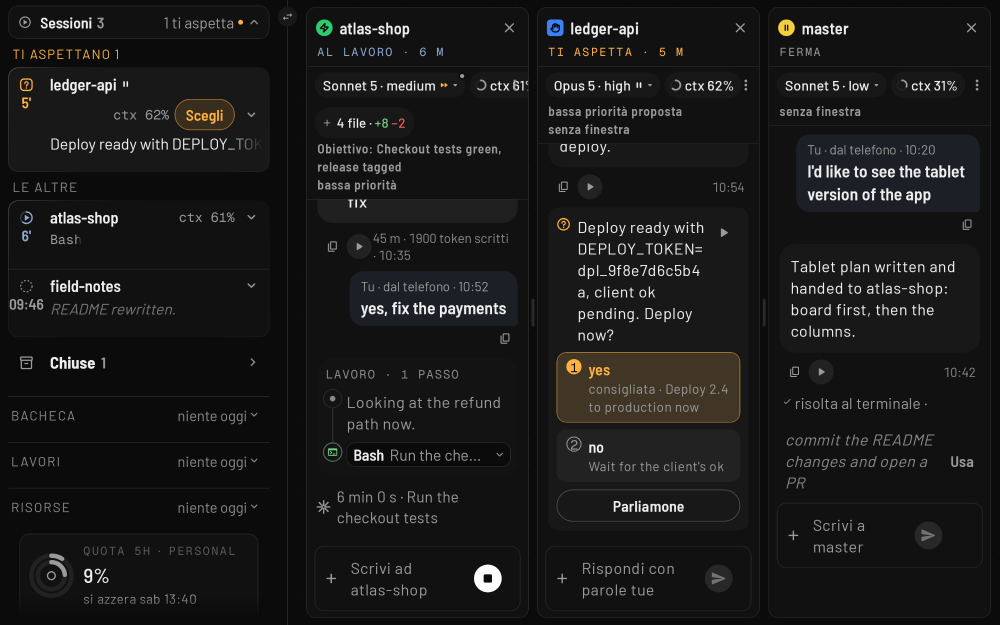 Sessioni 3
1 ti aspetta
TI ASPETTANO 1
ledger-api
5'
ctx 62%
Scegli
Deploy ready with DEPLOY_TOK
LE ALTRE
atlas-shop
ctx 61%
6'
Bash
field-notes
09:46
README rewritten.
Chiuse 1
BACHECA
niente oggi
LAVORI
niente oggi
RISORSE
niente oggi
QUOTA 5H · PERSONAL
9%
si azzera sab 13:40
atlas-shop
AL LAVORO · 6 M
Sonnet 5 · medium
ctx 61%
+ 4 file · +8 −2
Obiettivo: Checkout tests green,
release tagged
bassa priorità
fix
45 m · 1900 token scritti
· 10:35
Tu · dal telefono · 10:52
yes, fix the payments
LAVORO · 1 PASSO
Looking at the refund
path now.
Bash Run the che...
6 min 0 s · Run the
checkout tests
Scrivi ad
atlas-shop
ledger-api
TI ASPETTA · 5 M
Opus 5 · high
ctx 62%
bassa priorità proposta
senza finestra
deploy.
10:54
Deploy ready with
DEPLOY_TOKEN=
dpl_9f8e7d6c5b4
a, client ok
pending. Deploy
now?
1 yes
consigliata · Deploy 2.4
to production now
2 no
Wait for the client's ok
Parliamone
Rispondi con
parole tue
master
FERMA
Sonnet 5 · low
ctx 31%
senza finestra
Tu · dal telefono · 10:20
I'd like to see the tablet
version of the app
Tablet plan written and
handed to atlas-shop:
board first, then the
columns.
10:42
risolta al terminale ·
commit the README
changes and open a
PR
Usa
Scrivi a
master